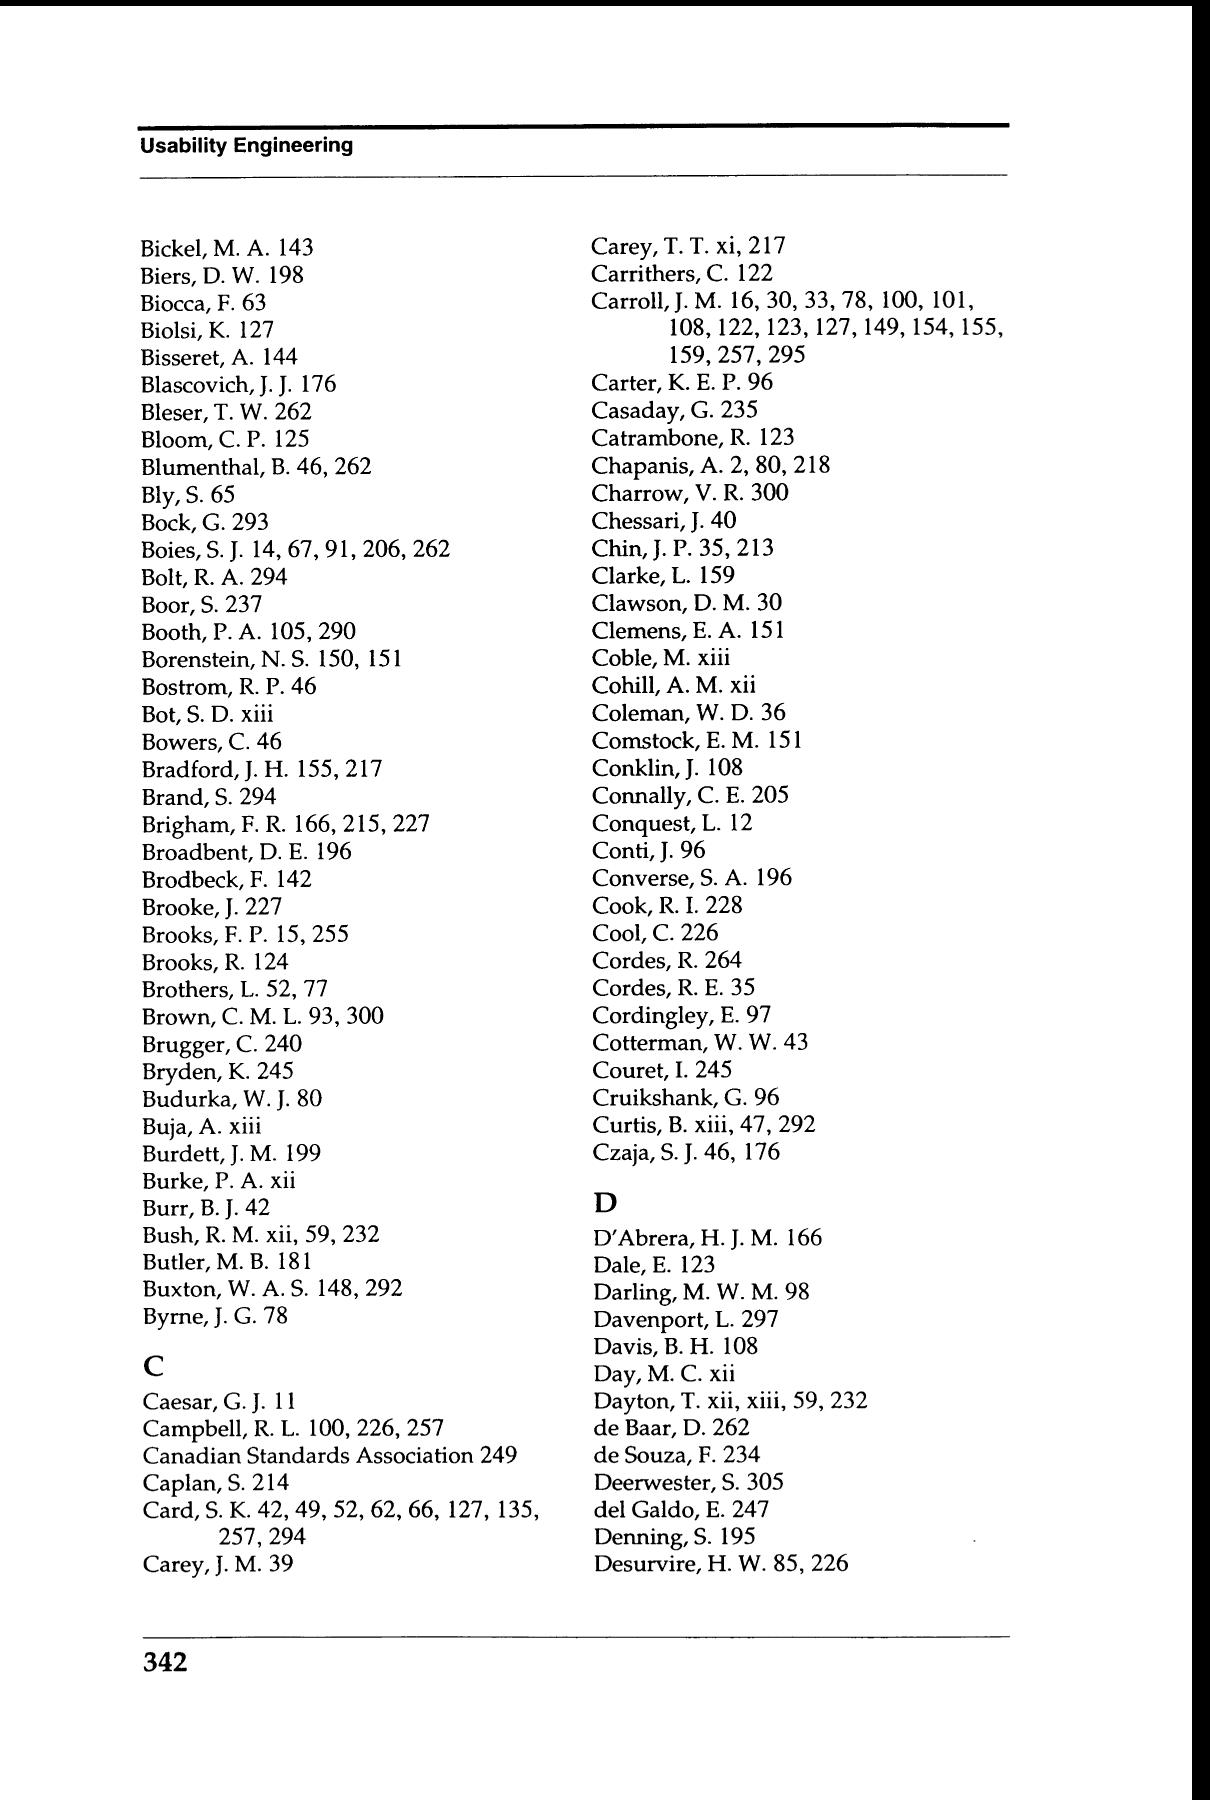 Usability Engineering
Bickel, M. A. 143
Biers, D. W. 198
Biocca, F. 63
Biolsi, K. 127
Bisseret, A. 144
Blascovich, J. J. 176
Bleser, T. W. 262
Bloom, C. P. 125
Blumenthal, B. 46, 262
Bly, S. 65
Bock, G. 293
Boies, S. J. 14, 67, 91, 206, 262
Bolt, R. A. 294
Boor, S. 237
Booth, P. A. 105, 290
Borenstein, N. S. 150, 151
Bostrom, R. P. 46
Bot, S. D. xiii
Bowers, C. 46
Bradford, J. H. 155, 217
Brand, S. 294
Brigham, F. R. 166, 215, 227
Broadbent, D. E. 196
Brodbeck, F. 142
Brooke, J. 227
Brooks, F. P. 15, 255
Brooks, R. 124
Brothers, L. 52, 77
Brown, C. M. L. 93, 300
Brugger, C. 240
Bryden, K. 245
Budurka, W. J. 80
Buja, A. xiii
Burdett, J. M. 199
Burke, P. A. xii
Burr, B. J. 42
Bush, R. M. xii, 59, 232
Butler, M. B. 181
Buxton, W. A. S. 148, 292
Byrne, J. G. 78
C
Caesar, G. J. 11
Campbell, R. L. 100, 226, 257
Canadian Standards Association 249
Caplan, S. 214
Card, S. K. 42, 49, 52, 62, 66, 127, 135,
257, 294
Carey, J. M. 39
Carey, T. T. xi, 217
Carrithers, C. 122
Carroll, J. M. 16, 30, 33, 78, 100, 101,
108, 122, 123, 127, 149, 154, 155,
159, 257, 295
Carter, K. E. P. 96
Casaday, G. 235
Catrambone, R. 123
Chapanis, A. 2, 80, 218
Charrow, V. R. 300
Chessari, J. 40
Chin, J. P. 35, 213
Clarke, L. 159
Clawson, D. M. 30
Clemens, E. A. 151
Coble, M. xiii
Cohill, A. M. xii
Coleman, W. D. 36
Comstock, E. M. 151
Conklin, J. 108
Connally, C. E. 205
Conquest, L. 12
Conti, J. 96
Converse, S. A. 196
Cook, R. I. 228
Cool, C. 226
Cordes, R. 264
Cordes, R. E. 35
Cordingley, E. 97
Cotterman, W. W. 43
Couret, I. 245
Cruikshank, G. 96
Curtis, B. xiii, 47, 292
Czaja, S. J. 46, 176
D
D'Abrera, H. J. M. 166
Dale, E. 123
Darling, M. W. M. 98
Davenport, L. 297
Davis, B. H. 108
Day, M. C. xii
Dayton, T. xii, xiii, 59, 232
de Baar, D. 262
de Souza, F. 234
Deerwester, S. 305
del Galdo, E. 247
Denning, S. 195
Desurvire, H. W. 85, 226
342